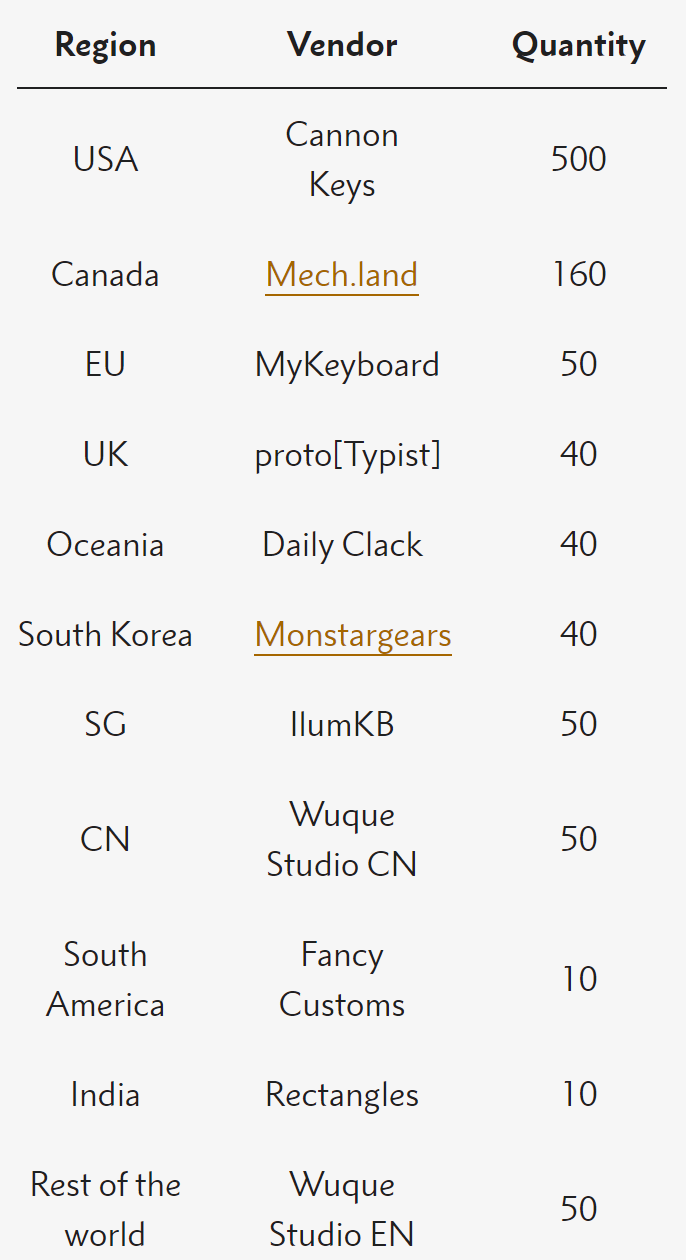 Region Vendor Quantity
USA Cannon Keys 500
Canada Mech.land 160
EU MyKeyboard 50
UK proto[Typist] 40
Oceania Daily Clack 40
South Korea Monstargears 40
SG IlumKB 50
CN Wuque Studio CN 50
South America Fancy Customs 10
India Rectangles 10
Rest of the world Wuque Studio EN 50